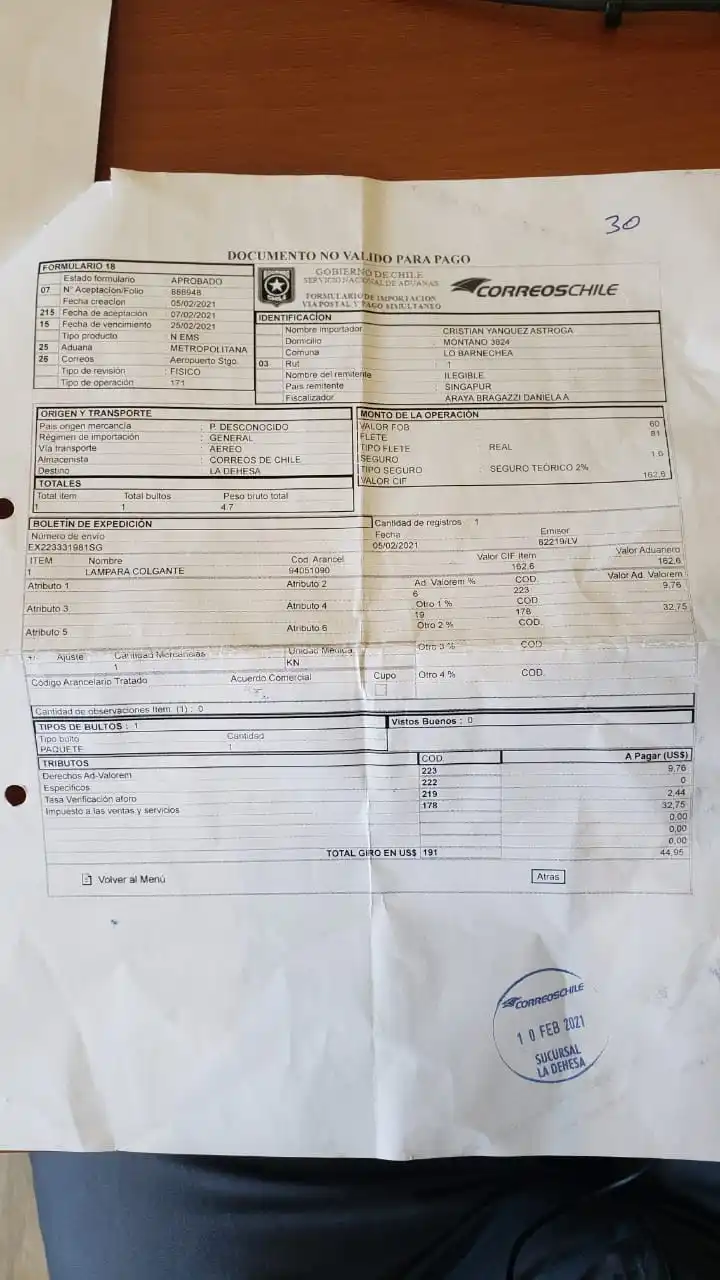 30
DOCUMENTO NO VALIDO PARA PAGO
FORMULARIO 18
Estado formulario APROBADO
07 N° Aceptación/Folio 888948
Fecha creacion 05/02/2021
215 Fecha de aceptación 07/02/2021
15 Fecha de vencimiento 25/02/2021
Tipo producto N EMS
25 Aduana METROPOLITANA
26 Correos Aeropuerto Stgo.
Tipo de revisión : FISICO
Tipo de operación 171
GOBIERNO DE CHILE
SERVICIO NACIONAL DE ADUANAS
FORMULARIO DE IMPORTACION
VIA POSTAL Y PAGO SIMULTANEO
CORREOSCHILE
IDENTIFICACIÓN
Nombre importador CRISTIAN YANQUEZ ASTROGA
Domicilio : MONTANO 3824
Comuna LO BARNECHEA
03 Rut : 1
Nombre del remitente ILEGIBLE
Pais remitente : SINGAPUR
Fiscalizador ARAYA BRAGAZZI DANIELA A
ORIGEN Y TRANSPORTE
Pais origen mercancia : P. DESCONOCIDO
Régimen de importación : GENERAL
Vía transporte : AEREO
Almacenista : CORREOS DE CHILE
Destino LA DEHESA
MONTO DE LA OPERACIÓN
VALOR FOB 60
FLETE 81
TIPO FLETE : REAL
SEGURO
TIPO SEGURO : SEGURO TEÓRICO 2%
VALOR CIF 162,6
TOTALES
Total item Total bultos Peso bruto total
1 1 4.7
BOLETÍN DE EXPEDICIÓN
Cantidad de registros 1
Número de envio Fecha Emisor
EX223331981SG 05/02/2021 82219/LV
ITEM Nombre Cod. Arancel Valor CIF Item Valor Aduanero
1 LAMPARA COLGANTE 94051090 162.6 162.6
Atributo 1 Atributo 2 Ad. Valorem % COD. Valor Ad. Valorem
6 223 9,76
Atributo 3 Atributo 4 Otro 1 % COD
19 178 32,75
Atributo 5 Atributo 6 Otro 2 % COD.
+/- Ajuste Cantidad Mercancias Unidad Medida Otro 3 % COD
1 KN
Código Arancelario Tratado Acuerdo Comercial Cupo Otro 4 % COD.
Cantidad de observaciones Item (1) : 0
TIPOS DE BULTOS : 1 Vistos Buenos : 0
Tipo bulto Cantidad
PAQUETE 1
TRIBUTOS COD. A Pagar (US$)
Derechos Ad-Valorem 223 9,76
Especificos 222 0
Tasa Verificación aforo 219 2,44
Impuesto a las ventas y servicios 178 32,75
0,00
0,00
0,00
TOTAL GIRO EN US$ 191 44,95
Volver al Menú Atras
CORREOSCHILE
10 FEB 2021
SUCURSAL
LA DEHESA